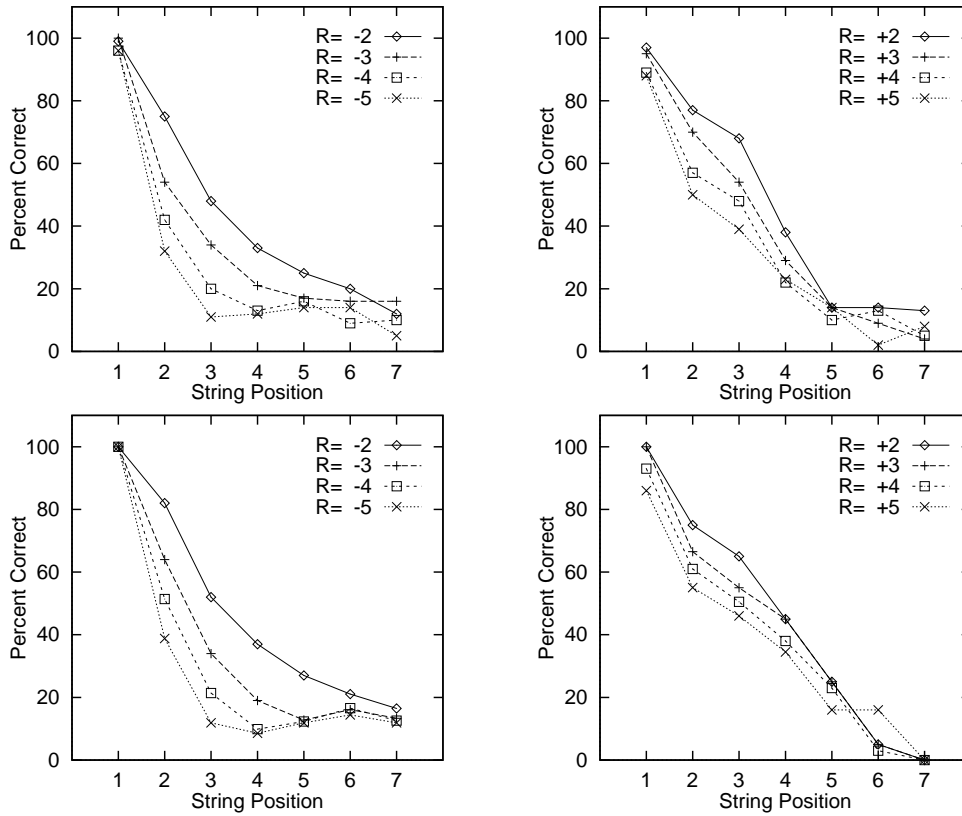 100
80
60
40
20
0
Percent Correct
1 2 3 4 5 6 7
String Position
R= -2
R= -3
R= -4
R= -5
100
80
60
40
20
0
Percent Correct
1 2 3 4 5 6 7
String Position
R= +2
R= +3
R= +4
R= +5
100
80
60
40
20
0
Percent Correct
1 2 3 4 5 6 7
String Position
R= -2
R= -3
R= -4
R= -5
100
80
60
40
20
0
Percent Correct
1 2 3 4 5 6 7
String Position
R= +2
R= +3
R= +4
R= +5